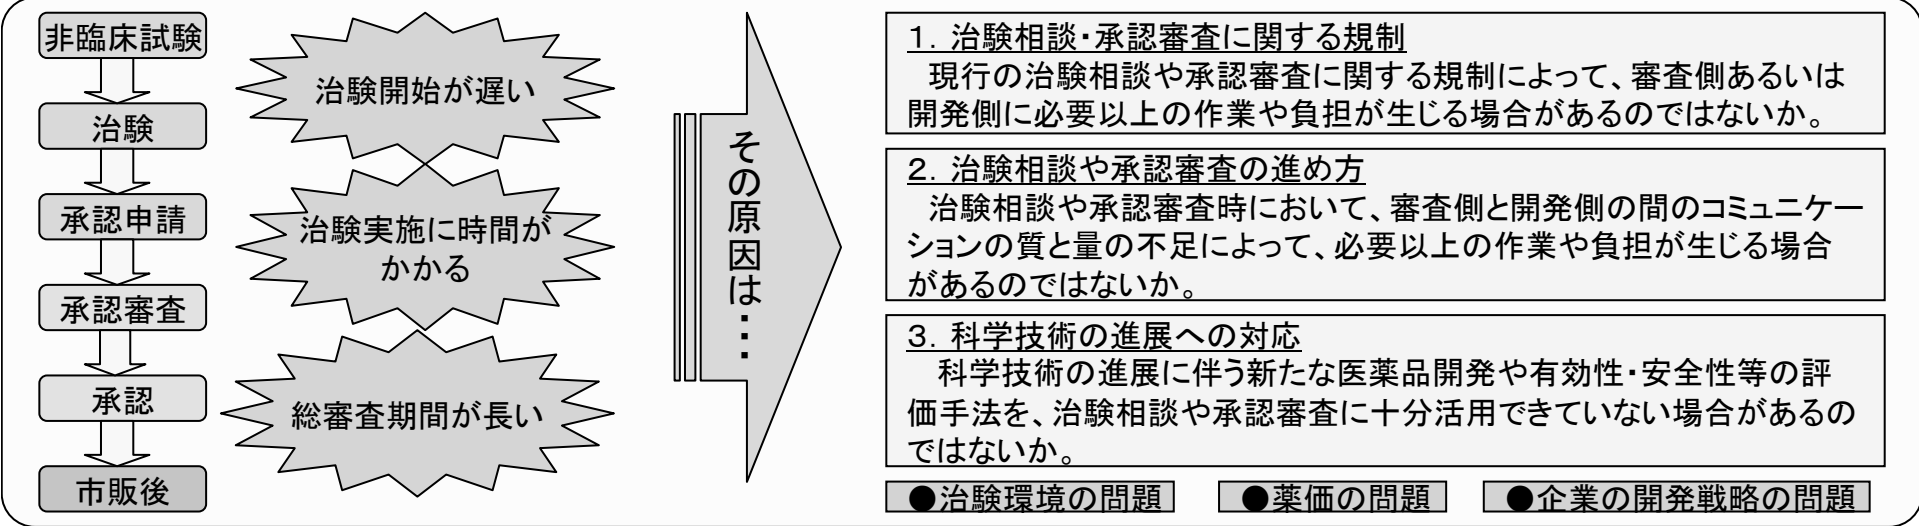 非臨床試験
治験
承認申請
承認審査
承認
市販後
治験開始が遅い
治験実施に時間が
かかる
総審査期間が長い
その原因は・・・
1．治験相談・承認審査に関する規制
現行の治験相談や承認審査に関する規制によって、審査側あるいは
開発側に必要以上の作業や負担が生じる場合があるのではないか。
2．治験相談や承認審査の進め方
治験相談や承認審査時において、審査側と開発側の間のコミュニケー
ションの質と量の不足によって、必要以上の作業や負担が生じる場合
があるのではないか。
3．科学技術の進展への対応
科学技術の進展に伴う新たな医薬品開発や有効性・安全性等の評
価手法を、治験相談や承認審査に十分活用できていない場合があるの
ではないか。
●治験環境の問題
●薬価の問題
●企業の開発戦略の問題